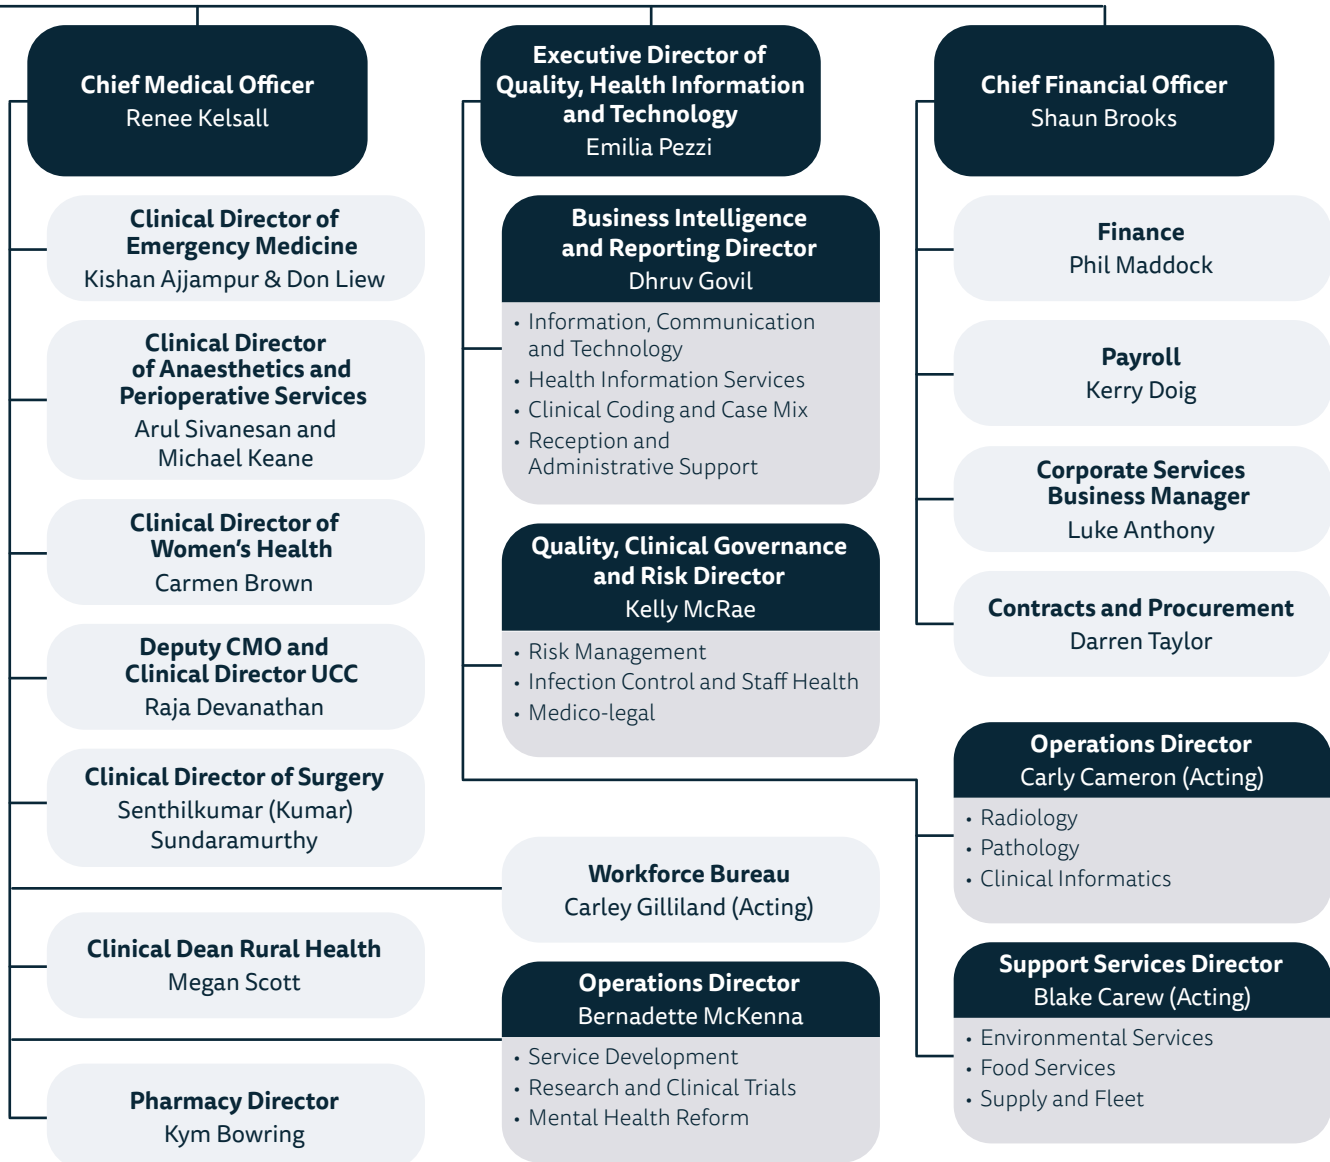 Chief Medical Officer
Renee Kelsall
Clinical Director of
Emergency Medicine
Kishan Ajjampur & Don Liew
Clinical Director
of Anaesthetics and
Perioperative Services
Arul Sivanesan and
Michael Keane
Clinical Director of
Women's Health
Carmen Brown
Deputy CMO and
Clinical Director UCC
Raja Devanathan
Clinical Director of Surgery
Senthilkumar (Kumar)
Sundaramurthy
Workforce Bureau
Carley Gilliland (Acting)
Clinical Dean Rural Health
Megan Scott
Operations Director
Bernadette McKenna
• Service Development
• Research and Clinical Trials
• Mental Health Reform
Pharmacy Director
Kym Bowring
Executive Director of
Quality, Health Information
and Technology
Emilia Pezzi
Business Intelligence
and Reporting Director
Dhruv Govil
• Information, Communication
and Technology
• Health Information Services
• Clinical Coding and Case Mix
• Reception and
Administrative Support
Quality, Clinical Governance
and Risk Director
Kelly McRae
• Risk Management
• Infection Control and Staff Health
• Medico-legal
Operations Director
Carly Cameron (Acting)
• Radiology
• Pathology
• Clinical Informatics
Support Services Director
Blake Carew (Acting)
• Environmental Services
• Food Services
• Supply and Fleet
Chief Financial Officer
Shaun Brooks
Finance
Phil Maddock
Payroll
Kerry Doig
Corporate Services
Business Manager
Luke Anthony
Contracts and Procurement
Darren Taylor